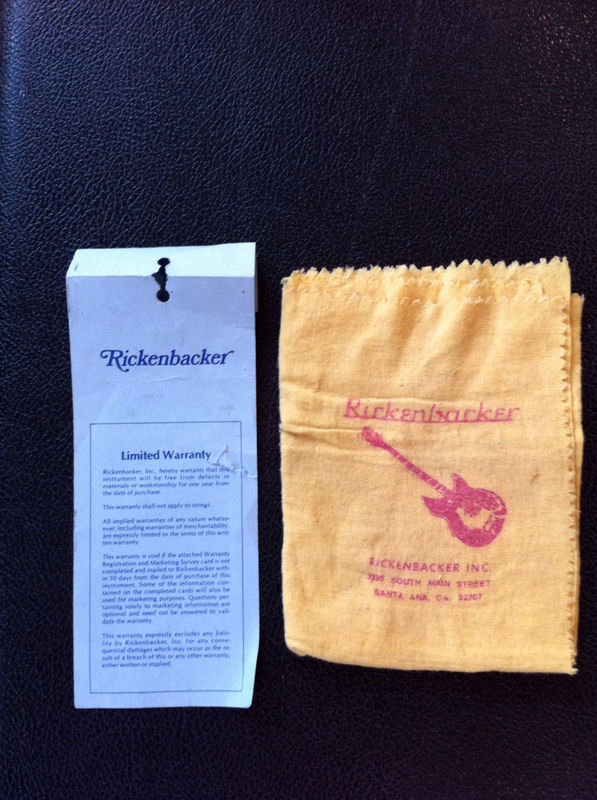 Rickenbacker
Limited Warranty
Rickenbacker, Inc. hereby warrants that this
instrument will be free from defects in
materials or workmanship for one year from
the date of purchase.
This warranty shall not apply to strings.
All implied warranties of any nature whatso-
ever, including warranties of merchantability,
are expressly limited to the terms of this writ-
ten warranty.
This warranty is void if the attached Warranty
Registration and Marketing Survey card is not
completed and mailed to Rickenbacker with-
in 10 days from the date of purchase of this
instrument. Some of the information con-
tained on the completed cards will also be
used for marketing purposes. Questions per-
taining solely to marketing information are
optional and need not be answered to vali-
date the warranty.
This warranty expressly excludes any liabi-
lity by Rickenbacker, Inc. for any conse-
quential damages which may occur as the re-
sult of a breach of this or any other warranty,
either written or implied.
Rickenbacker
RICKENBACKER INC.
SOUTH MAIN STREET
SANTA ANA, CA. 92707